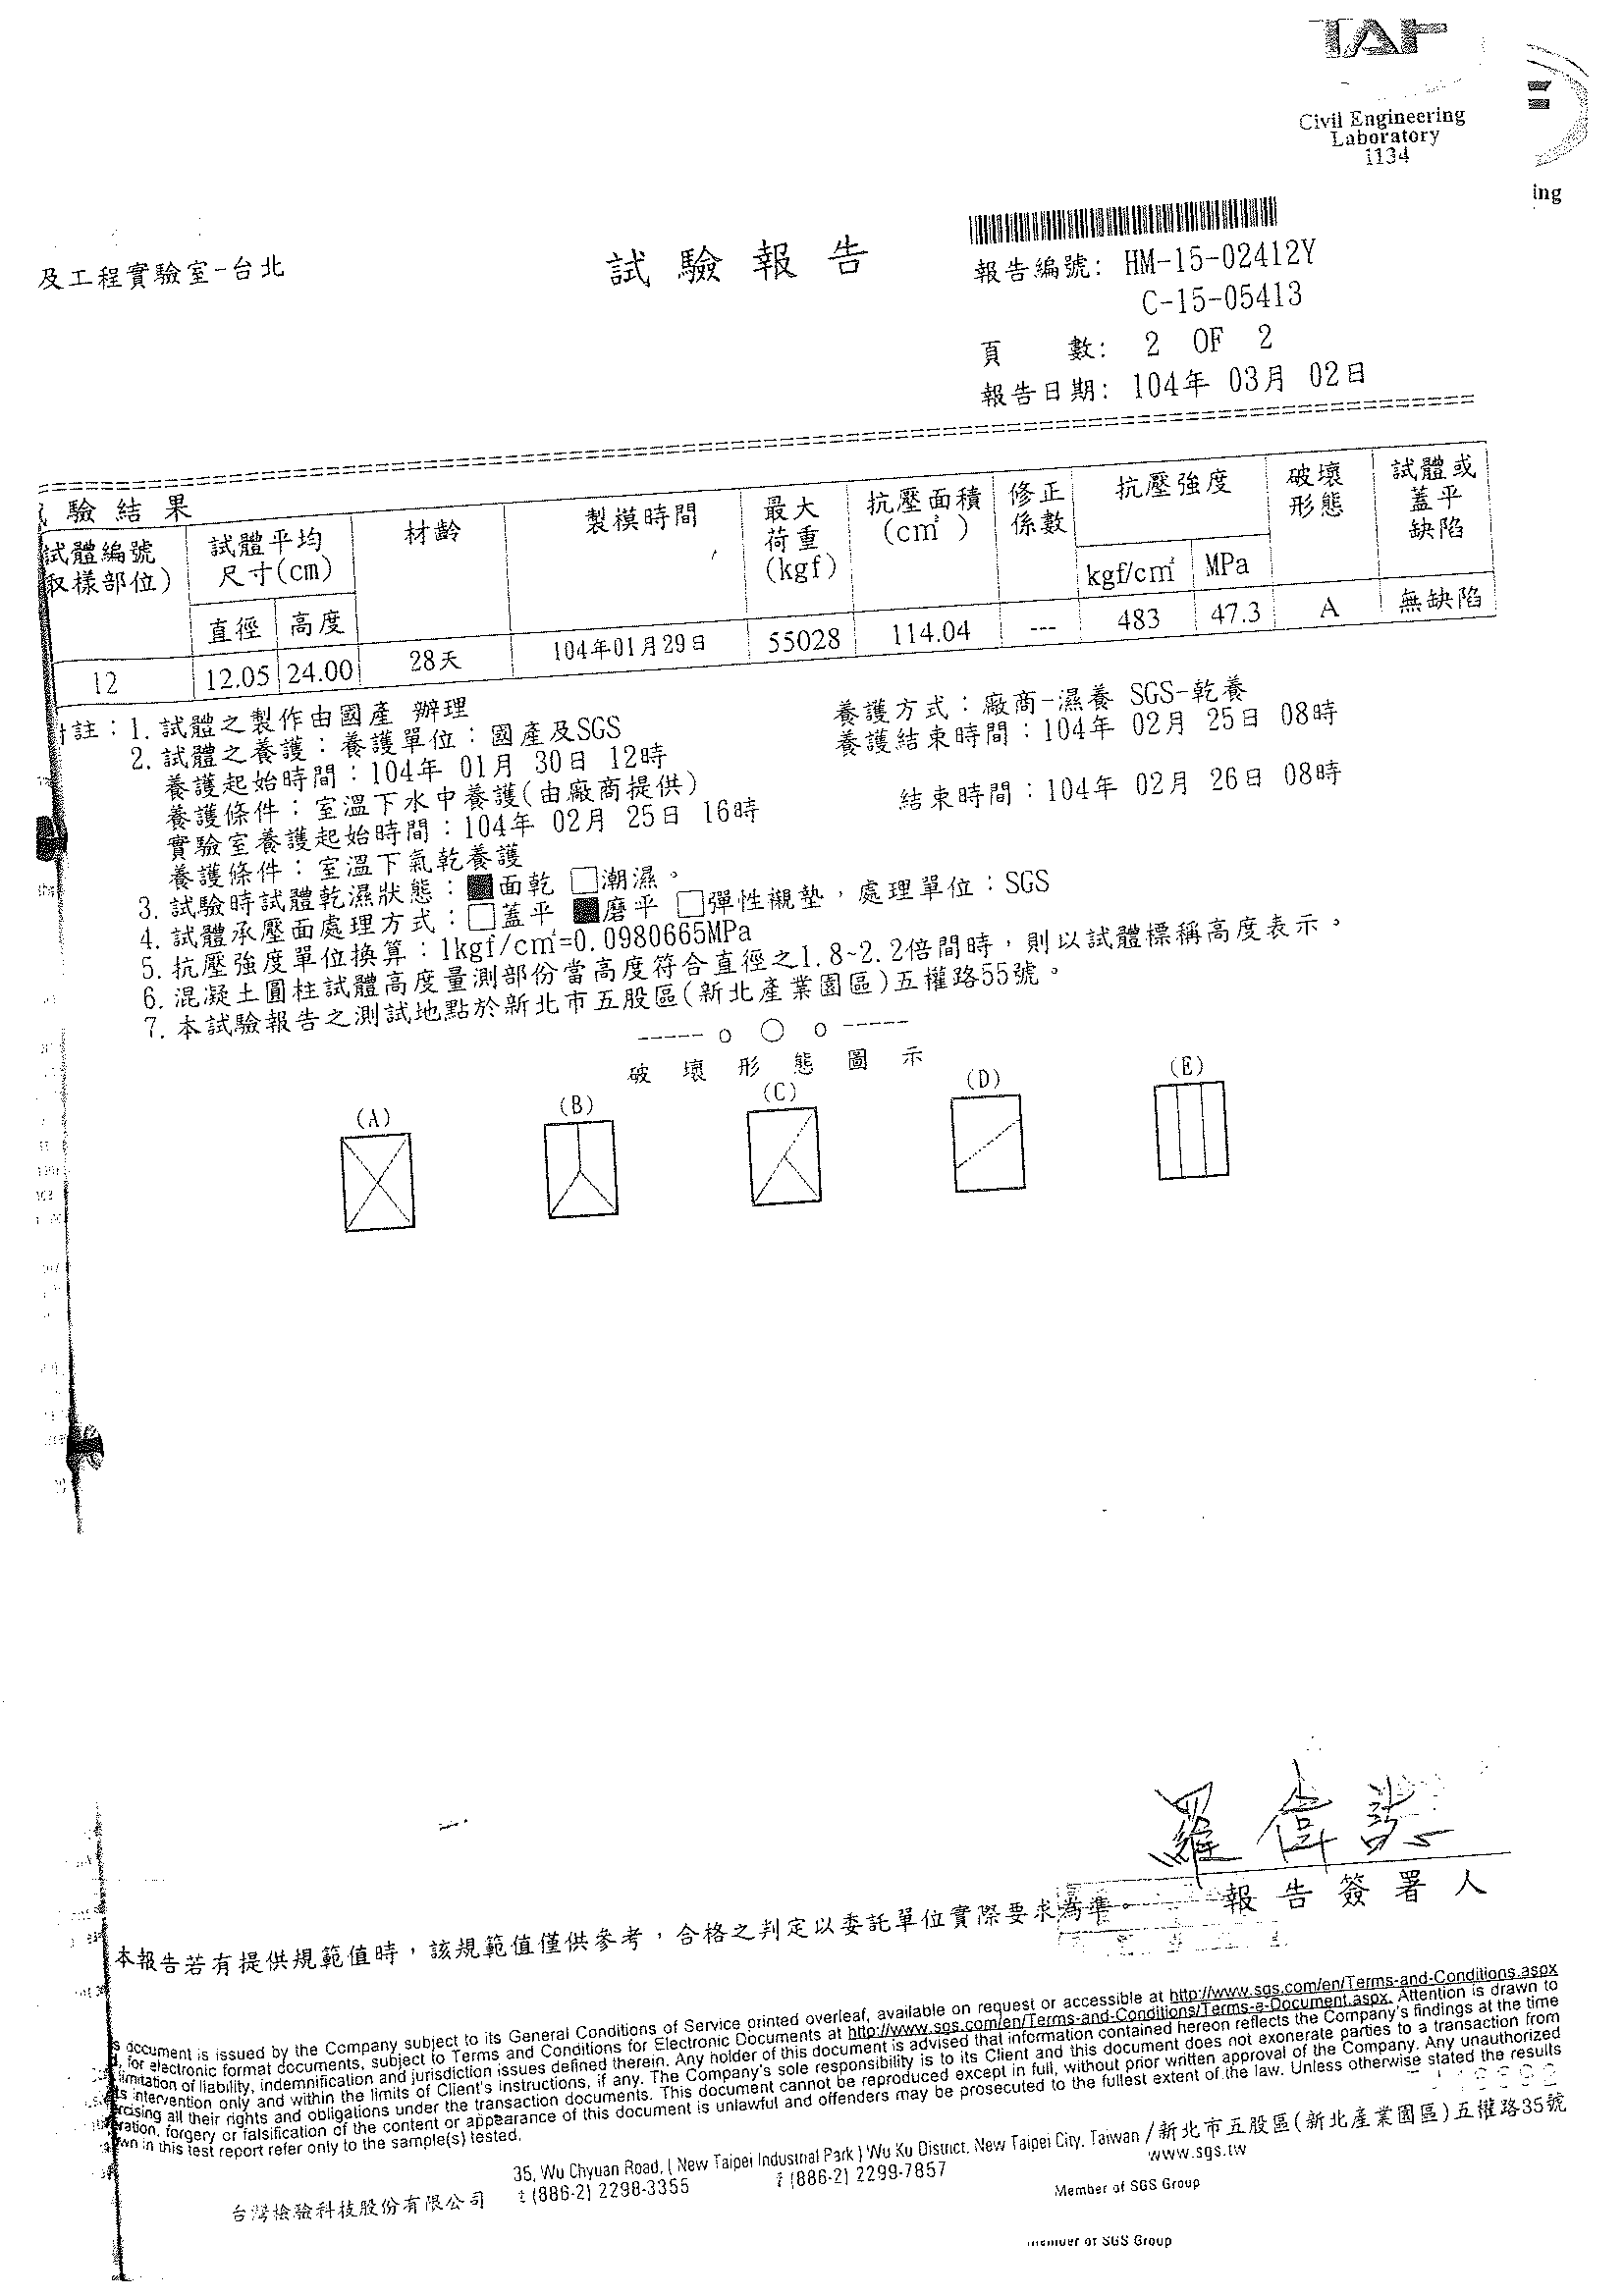 TAF
Civil Engineering
Laboratory
1134
ing
及工程實驗室-台北
試驗報告
報告編號: HM-15-02412Y
C-15-05413
頁 數: 2 OF 2
報告日期: 104年 03月 02日
驗結果
試體編號
取樣部位)
試體平均
尺寸(cm)
直徑 高度
材齡
製模時間
最大
荷重
(kgf)
抗壓面積
(cm²)
修正
係數
抗壓強度
kgf/cm² MPa
破壞
形態
試體或
蓋平
缺陷
12 12.05 24.00 28天 104年01月29日 55028 114.04 --- 483 47.3 A 無缺陷
註：1. 試體之製作由國產 辦理
2. 試體之養護：養護單位：國產及SGS 養護方式：廠商-濕養 SGS-乾養
養護起始時間：104年 01月 30日 12時 養護結束時間：104年 02月 25日 08時
養護條件：室溫下水中養護(由廠商提供)
實驗室養護起始時間：104年 02月 25日 16時 結束時間：104年 02月 26日 08時
養護條件：室溫下氣乾養護
3. 試驗時試體乾濕狀態：■面乾 □潮濕。
4. 試體承壓面處理方式：□蓋平 ■磨平 □彈性襯墊，處理單位：SGS
5. 抗壓強度單位換算：1kgf/cm²=0.0980665MPa
6. 混凝土圓柱試體高度量測部份當高度符合直徑之1.8~2.2倍間時，則以試體標稱高度表示。
7. 本試驗報告之測試地點於新北市五股區(新北產業園區)五權路55號。
----- o ○ o -----
破壞形態圖示
(A) (B) (C) (D) (E)
報告簽署人
本報告若有提供規範值時，該規範值僅供參考，合格之判定以委託單位實際要求為準。
document is issued by the Company subject to its General Conditions of Service printed overleaf, available on request or accessible at http://www.sgs.com/en/Terms-and-Conditions.aspx
for electronic format documents, subject to Terms and Conditions for Electronic Documents at http://www.sgs.com/en/Terms-and-Conditions/Terms-e-Document.aspx. Attention is drawn to
limitation of liability, indemnification and jurisdiction issues defined therein. Any holder of this document is advised that information contained hereon reflects the Company's findings at the time
intervention only and within the limits of Client's instructions, if any. The Company's sole responsibility is to its Client and this document does not exonerate parties to a transaction from
rcising all their rights and obligations under the transaction documents. This document cannot be reproduced except in full, without prior written approval of the Company. Any unauthorized
ration, forgery or falsification of the content or appearance of this document is unlawful and offenders may be prosecuted to the fullest extent of the law. Unless otherwise stated the results
wn in this test report refer only to the sample(s) tested.
35, Wu Chyuan Road, ( New Taipei Industrial Park ) Wu Ku District, New Taipei City, Taiwan / 新北市五股區(新北產業園區)五權路35號
台灣檢驗科技股份有限公司 t (886-2) 2298-3355 f (886-2) 2299-7857 www.sgs.tw
Member of SGS Group
Member of SGS Group